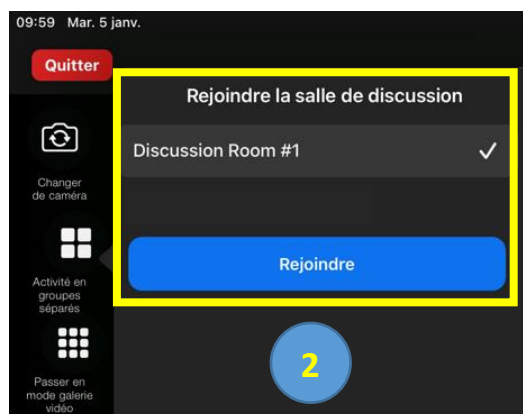 09:59 Mar. 5 janv.
Quitter
Rejoindre la salle de discussion
Discussion Room #1
Changer
de caméra
Rejoindre
Activité en
groupes
séparés
2
Passer en
mode galerie
vidéo